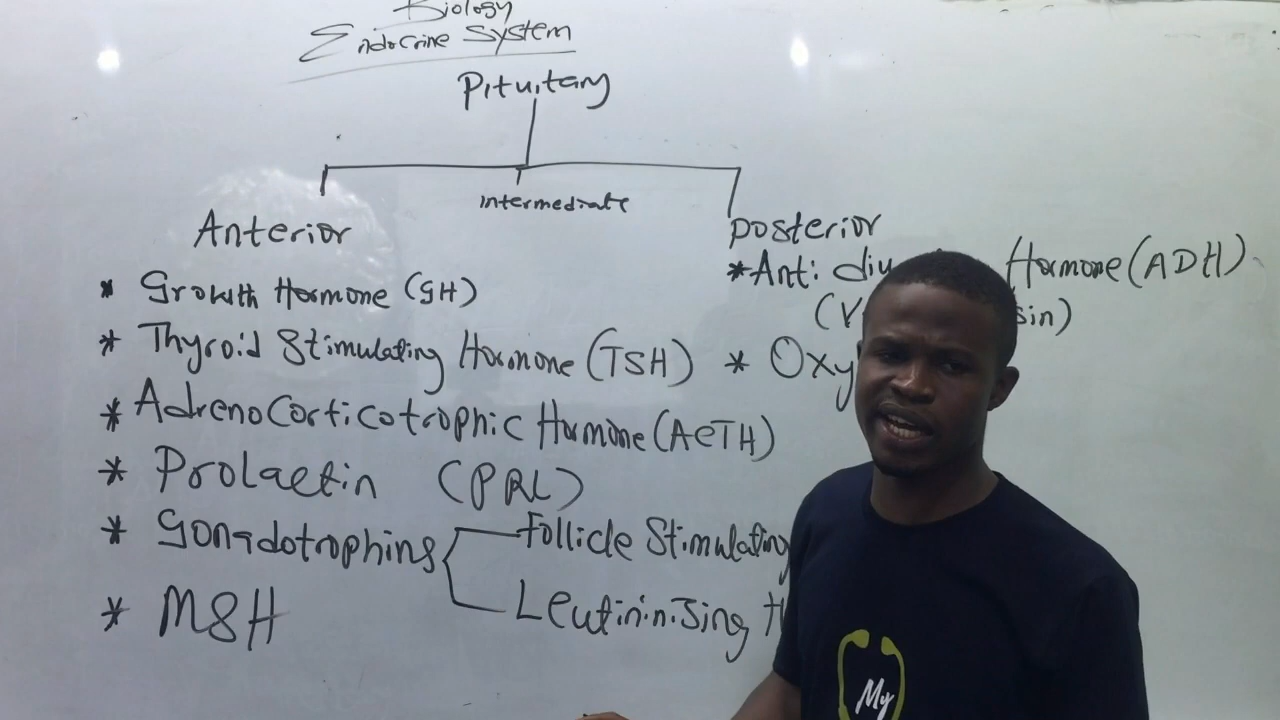 Biology
Endocrine System
Pituitary
Intermediate
Anterior
* Growth Hormone (GH)
* Thyroid Stimulating Hormone (TSH)
* Adrenocorticotrophic Hormone (ACTH)
* Prolactin (PRL)
* Gonadotrophins
Follicle Stimulating
Leutininising H
* MSH
posterior
* Anti diu Hormone (ADH)
(V sin)
* Oxy
My